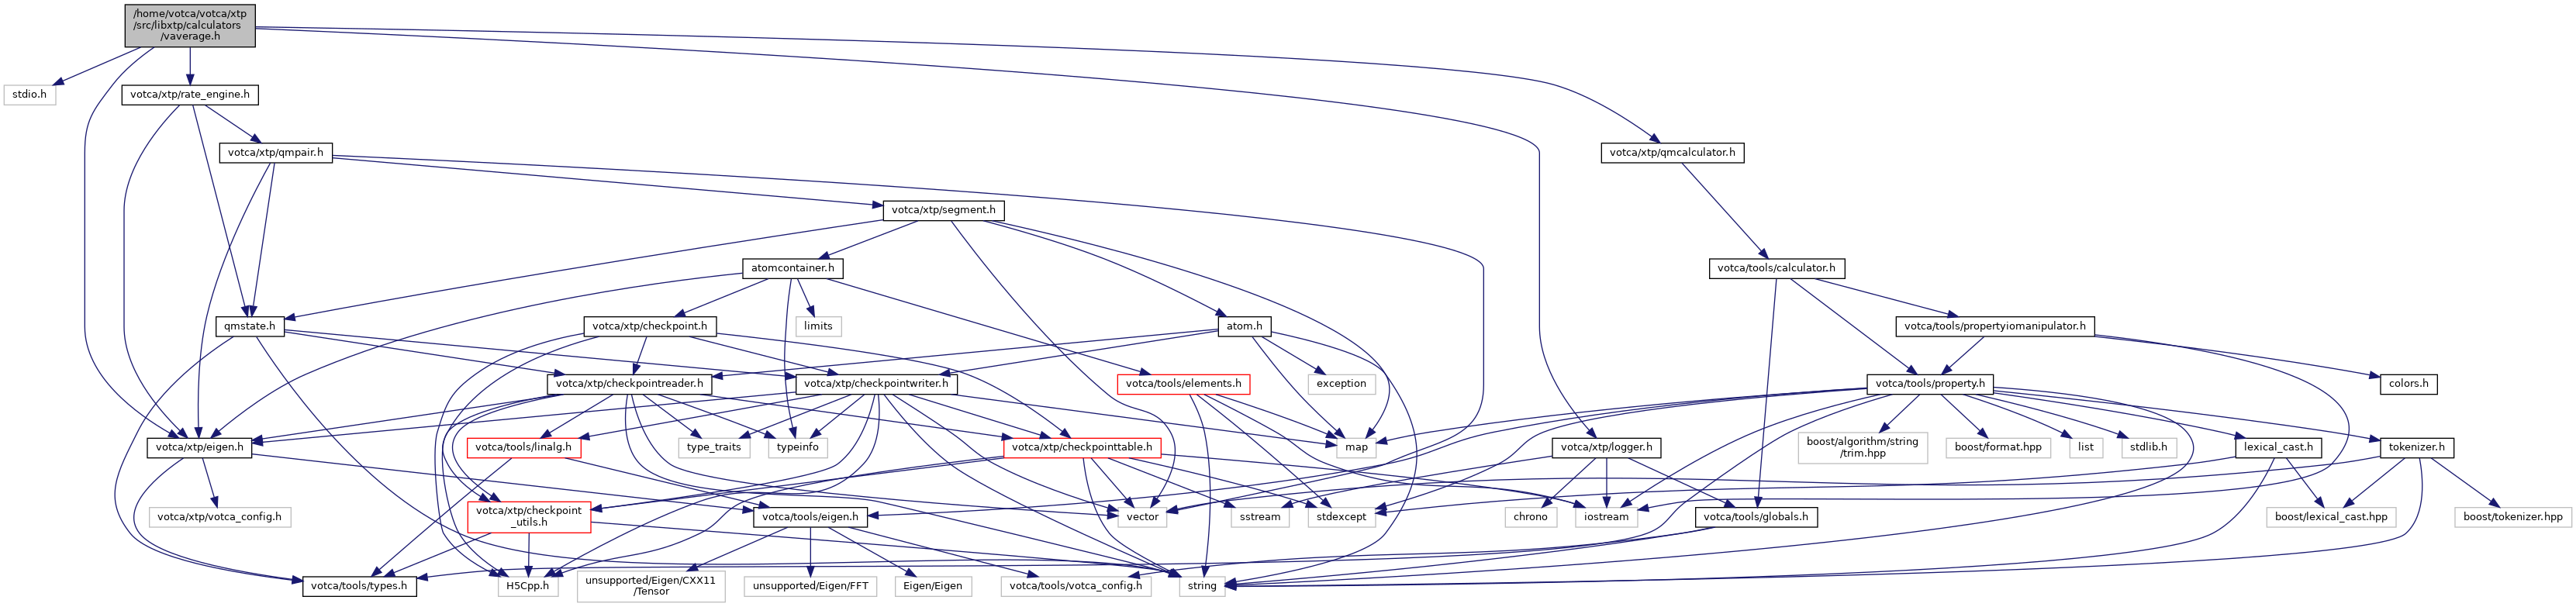 /home/votca/votca/xtp
/src/libxtp/calculators
/vaverage.h
stdio.h
votca/xtp/rate_engine.h
votca/xtp/qmpair.h
votca/xtp/qmcalculator.h
votca/xtp/segment.h
atomcontainer.h
votca/tools/calculator.h
qmstate.h
votca/xtp/checkpoint.h
limits
atom.h
votca/tools/propertyiomanipulator.h
votca/xtp/checkpointreader.h
votca/xtp/checkpointwriter.h
votca/tools/elements.h
exception
votca/tools/property.h
colors.h
votca/xtp/eigen.h
votca/tools/linalg.h
type_traits
typeinfo
votca/xtp/checkpointtable.h
map
votca/xtp/logger.h
boost/algorithm/string
/trim.hpp
boost/format.hpp
list
stdlib.h
lexical_cast.h
tokenizer.h
votca/xtp/votca_config.h
votca/xtp/checkpoint
_utils.h
votca/tools/eigen.h
vector
sstream
stdexcept
chrono
iostream
votca/tools/globals.h
boost/lexical_cast.hpp
boost/tokenizer.hpp
votca/tools/types.h
H5Cpp.h
unsupported/Eigen/CXX11
/Tensor
unsupported/Eigen/FFT
Eigen/Eigen
votca/tools/votca_config.h
string